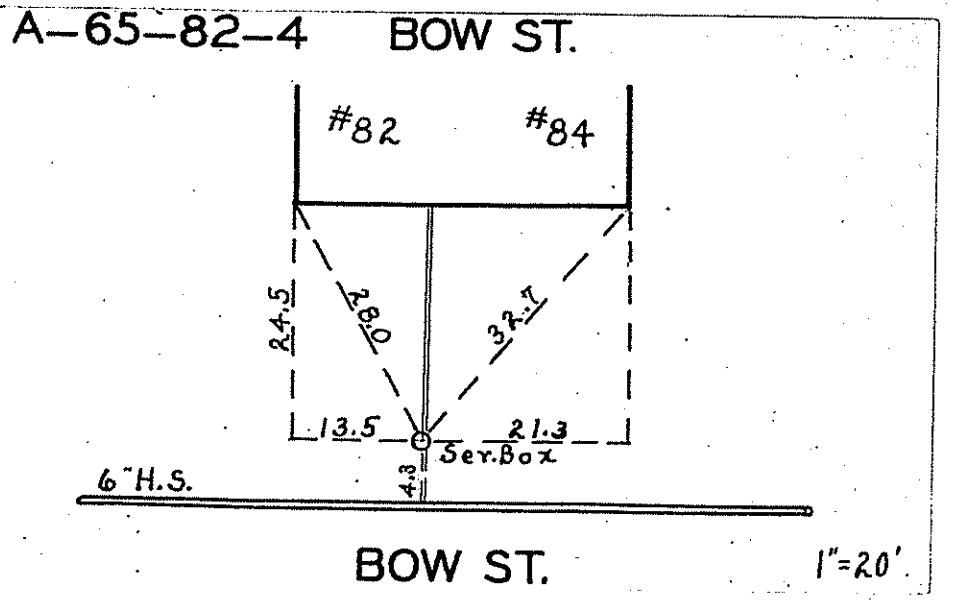 A-65-82-4 BOW ST.
#82 #84
24.5 28.0 32.7
13.5 21.3
Ser.Box
4.3
6"H.S.
BOW ST. 1"=20'.